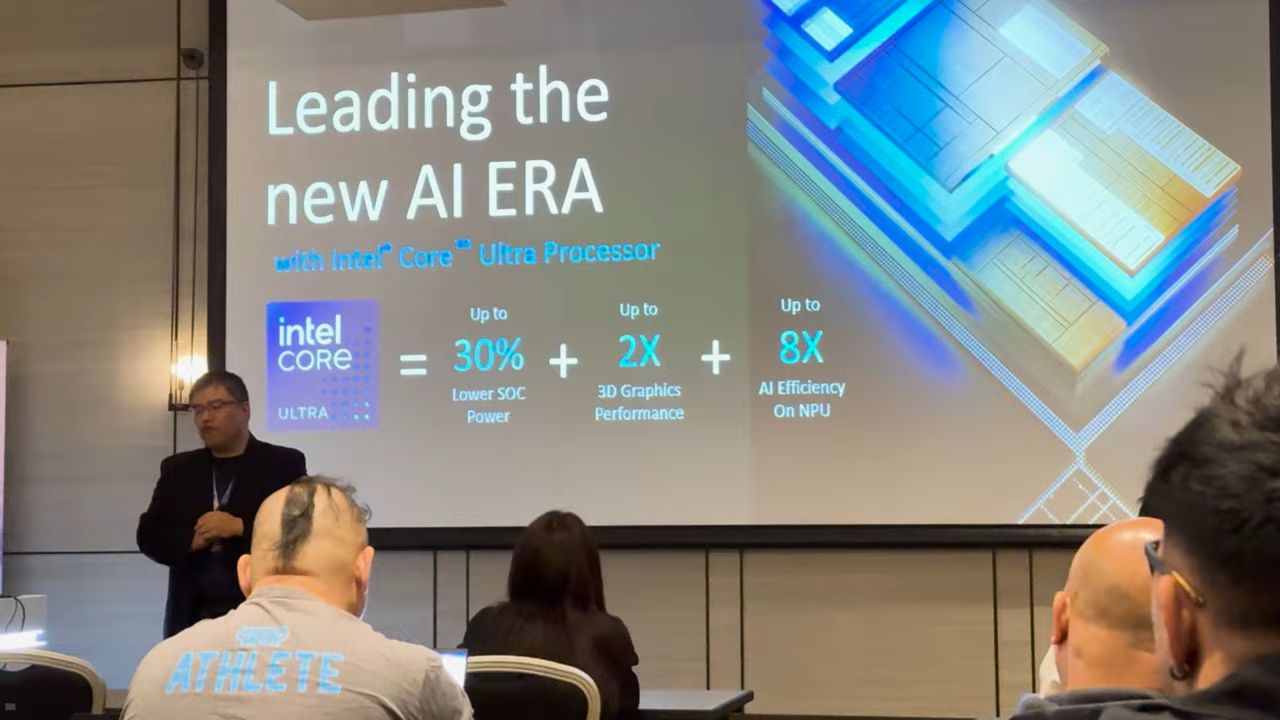 Leading the
new AI ERA
with Intel® Core™ Ultra Processor
intel
CORE
ULTRA
=
Up to
30%
Lower SOC
Power
+
Up to
2X
3D Graphics
Performance
+
Up to
8X
AI Efficiency
On NPU
ATHLETE